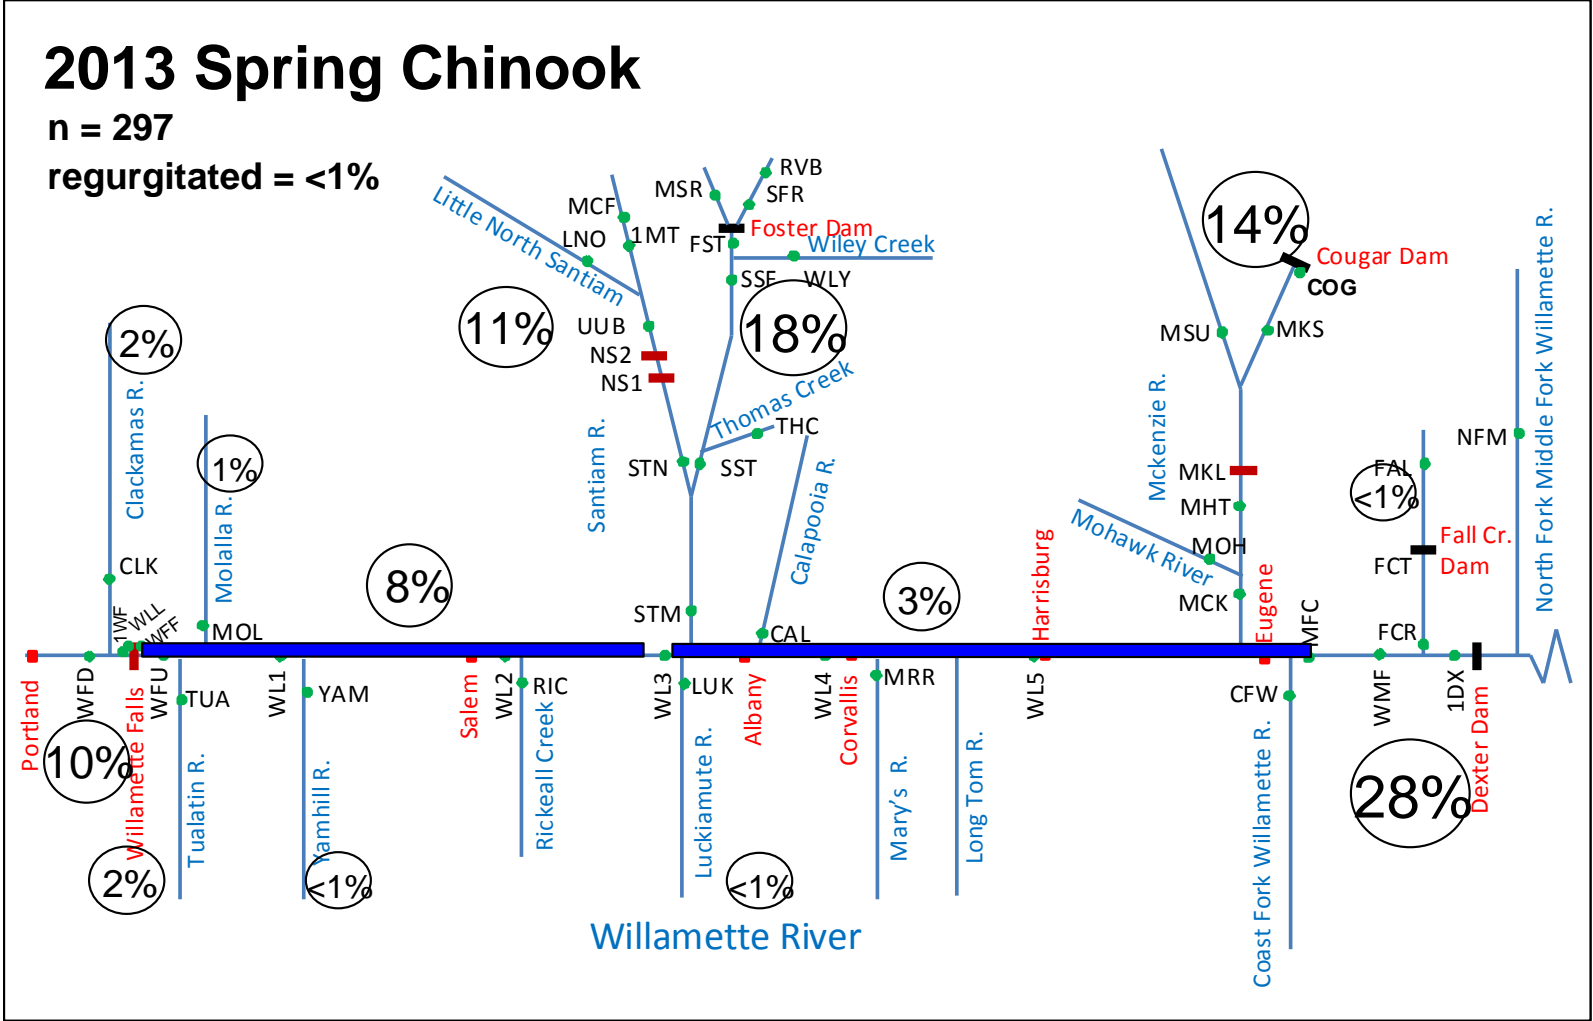 2013 Spring Chinook
n = 297
regurgitated = <1%
RVB
MSR
SFR
MCF
Little North Santiam
1MT
LNO
FST
Foster Dam
Wiley Creek
SSF
WLY
14%
Cougar Dam
COG
11%
UUB
NS2
NS1
18%
MSU
MKS
2%
Clackamas R.
1%
Molalla R.
Santiam R.
Thomas Creek
THC
STN
SST
Calapooia R.
Mckenzie R.
MKL
MHT
Mohawk River
MOH
MCK
NFM
FAL
<1%
Fall Cr.
Dam
FCT
North Fork Middle Fork Willamette R.
CLK
1WF
WLL
WFF
MOL
8%
STM
CAL
3%
Harrisburg
Eugene
MFC
FCR
Portland
WFD
Willamette Falls
WFU
TUA
WL1
YAM
Salem
WL2
RIC
WL3
LUK
Albany
WL4
Corvallis
MRR
WL5
CFW
WMF
1DX
Dexter Dam
10%
28%
Tualatin R.
Yamhill R.
Rickeall Creek
Luckiamute R.
Mary's R.
Long Tom R.
Coast Fork Willamette R.
2%
<1%
<1%
Willamette River